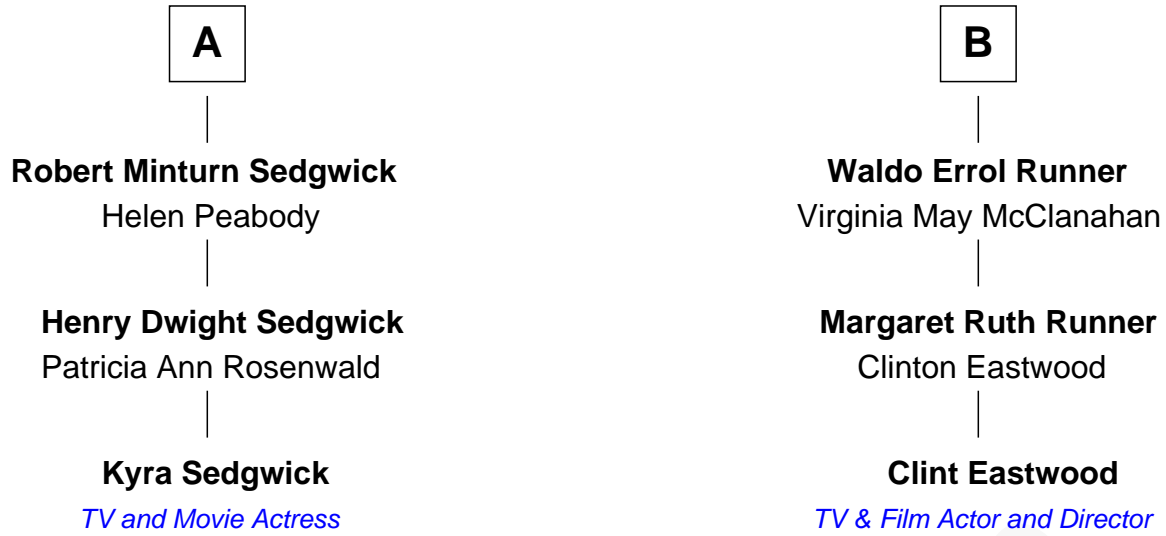 A
Robert Minturn Sedgwick
Helen Peabody
Henry Dwight Sedgwick
Patricia Ann Rosenwald
Kyra Sedgwick
TV and Movie Actress
B
Waldo Errol Runner
Virginia May McClanahan
Margaret Ruth Runner
Clinton Eastwood
Clint Eastwood
TV & Film Actor and Director